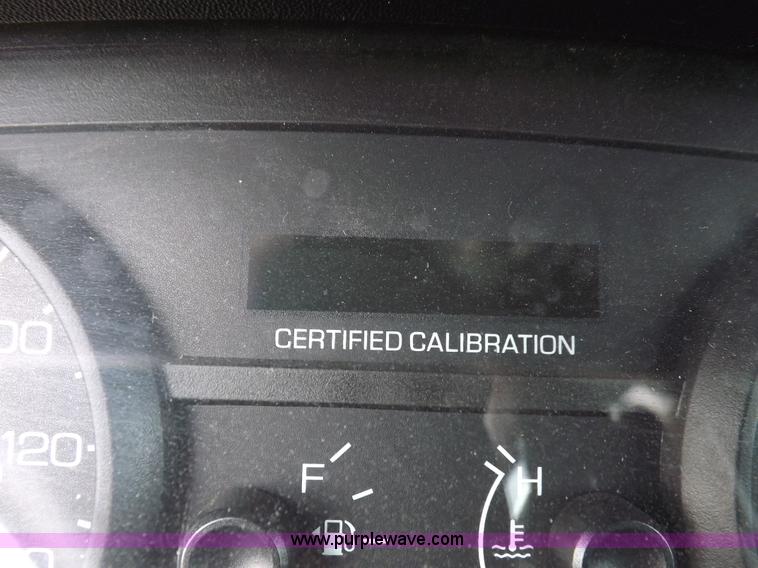 CERTIFIED CALIBRATION
120
F
H
www.purplewave.com